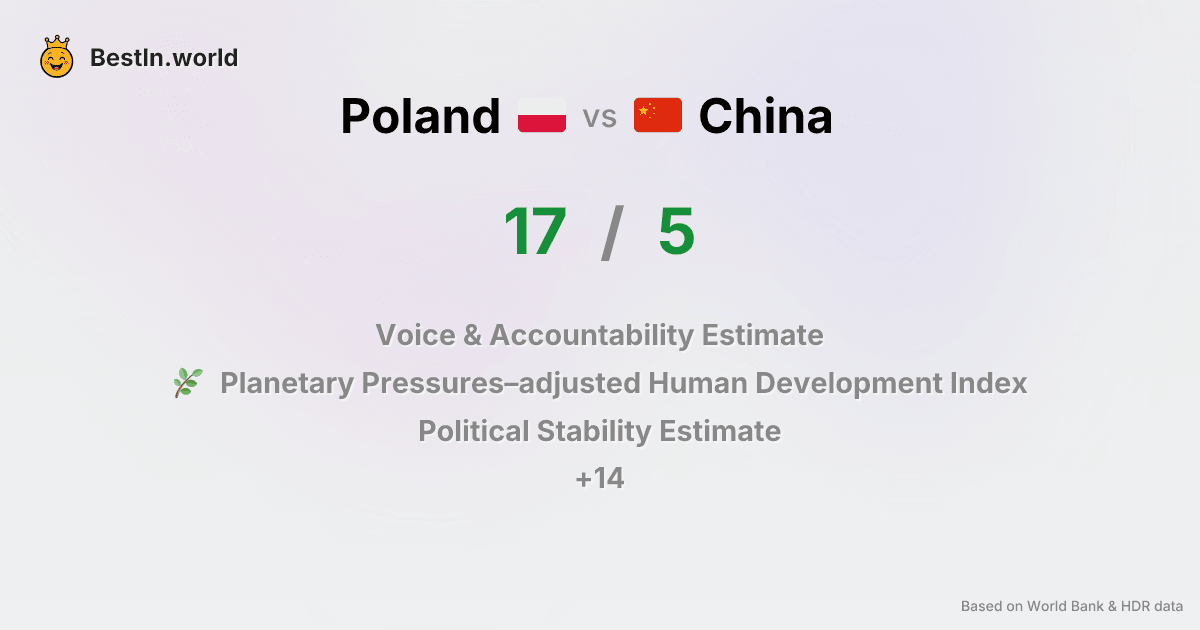 BestIn.world
Poland vs China
17 / 5
Voice & Accountability Estimate
Planetary Pressures–adjusted Human Development Index
Political Stability Estimate
+14
Based on World Bank & HDR data